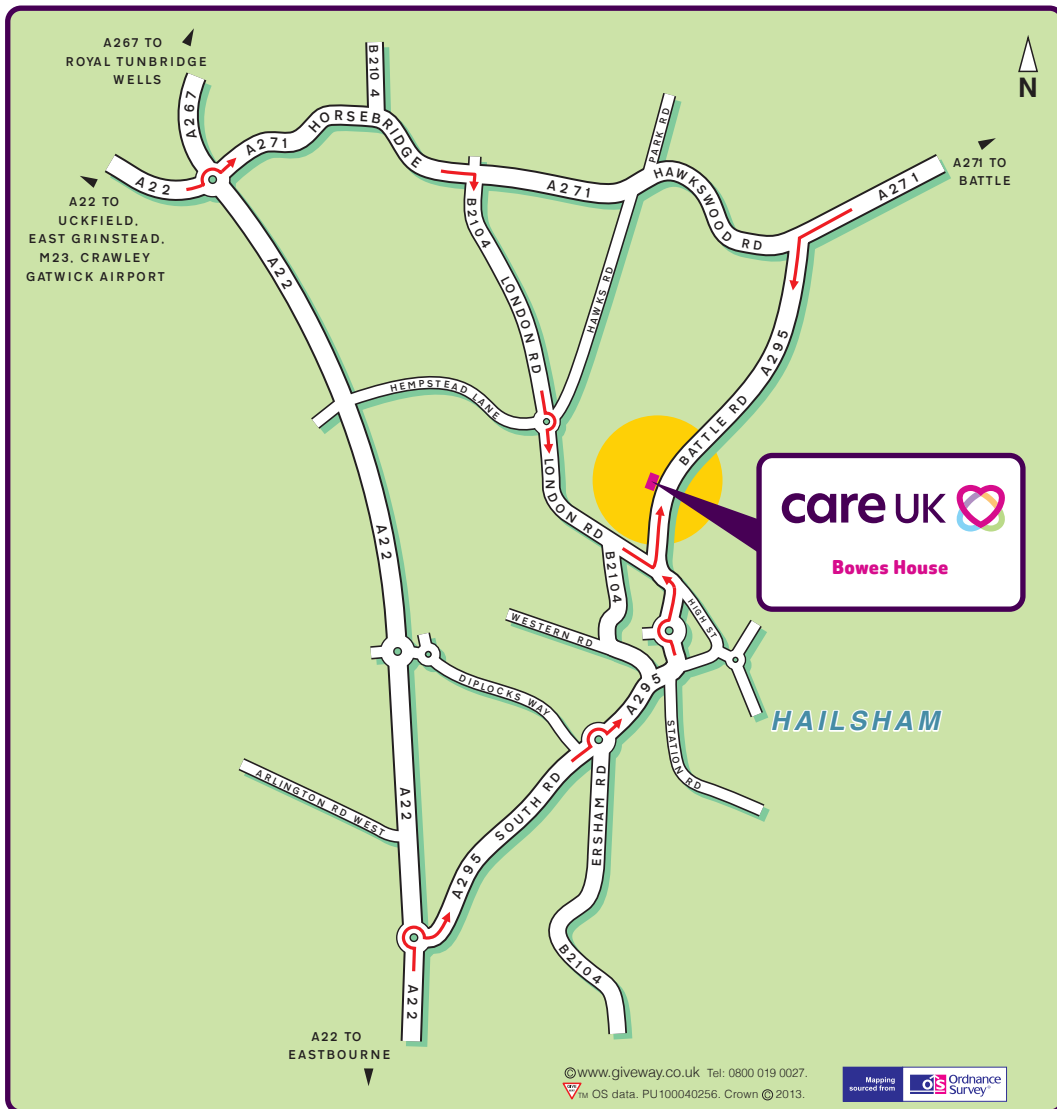 A267 TO
ROYAL TUNBRIDGE
WELLS
B2104
N
A267
HORSEBRIDGE
A271
PARK RD
A271 TO
BATTLE
A22
A271
HAWKSWOOD RD
A271
A22 TO
UCKFIELD,
EAST GRINSTEAD,
M23, CRAWLEY
GATWICK AIRPORT
B2104
A22
LONDON RD
HAWKS RD
A295
HEMPSTEAD LANE
BATTLE RD
LONDON RD
care UK
Bowes House
A22
B2104
HIGH ST
WESTERN RD
A295
DIPLOCKS WAY
HAILSHAM
STATION RD
ARLINGTON RD WEST
A22
SOUTH RD
A295
ERSHAM RD
B2104
A22
A22 TO
EASTBOURNE
©www.giveway.co.uk Tel: 0800 019 0027.
GIVE WAY TM OS data. PU100040256. Crown © 2013.
Mapping
sourced from
OS Ordnance
Survey®